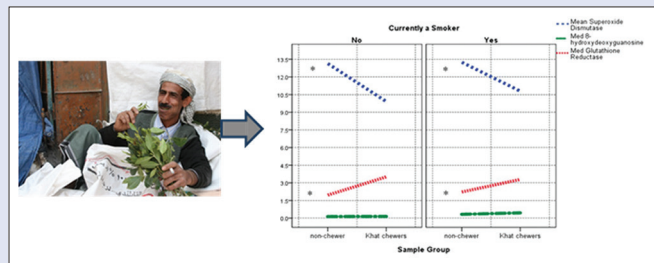 Currently a Smoker
No
Yes
Mean Superoxide
Dismutase
Med 8-
hydroxydeoxyguanosine
Med Glutathione
Reductase
13.5
12.0
10.5
9.0
7.5
6.0
4.5
3.0
1.5
0.0
*
*
*
*
non-chewer
Khat chewers
non-chewer
Khat chewers
Sample Group